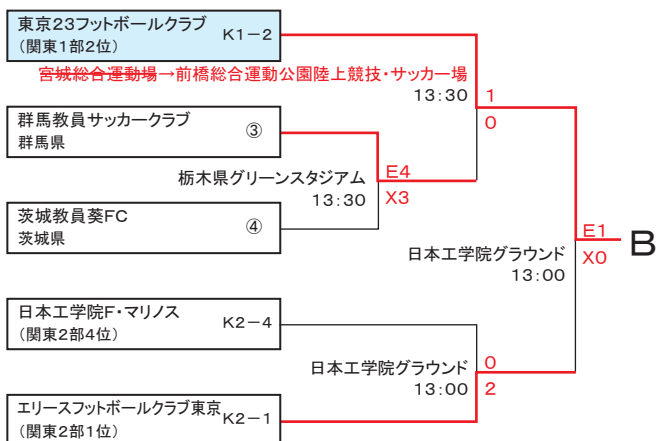 東京23フットボールクラブ
(関東1部2位)
K1-2
宮城総合運動場→前橋総合運動公園陸上競技・サッカー場
13:30
1
0
群馬教員サッカークラブ
群馬県
③
栃木県グリーンスタジアム
13:30
E4
X3
茨城教員葵FC
茨城県
④
日本工学院グラウンド
13:00
E1
X0
B
日本工学院F・マリノス
(関東2部4位)
K2-4
日本工学院グラウンド
13:00
0
2
エリースフットボールクラブ東京
(関東2部1位)
K2-1